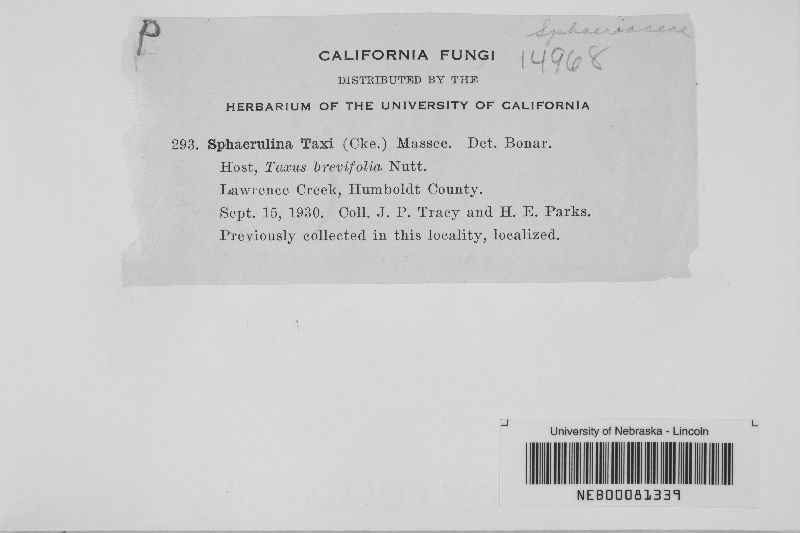 P
Sphaeriaceae
14968
CALIFORNIA FUNGI
DISTRIBUTED BY THE
HERBARIUM OF THE UNIVERSITY OF CALIFORNIA
293. Sphaerulina Taxi (Cke.) Massee. Det. Bonar.
Host, Taxus brevifolia Nutt.
Lawrence Creek, Humboldt County.
Sept. 15, 1930. Coll. J. P. Tracy and H. E. Parks.
Previously collected in this locality, localized.
University of Nebraska - Lincoln
NEB00081339